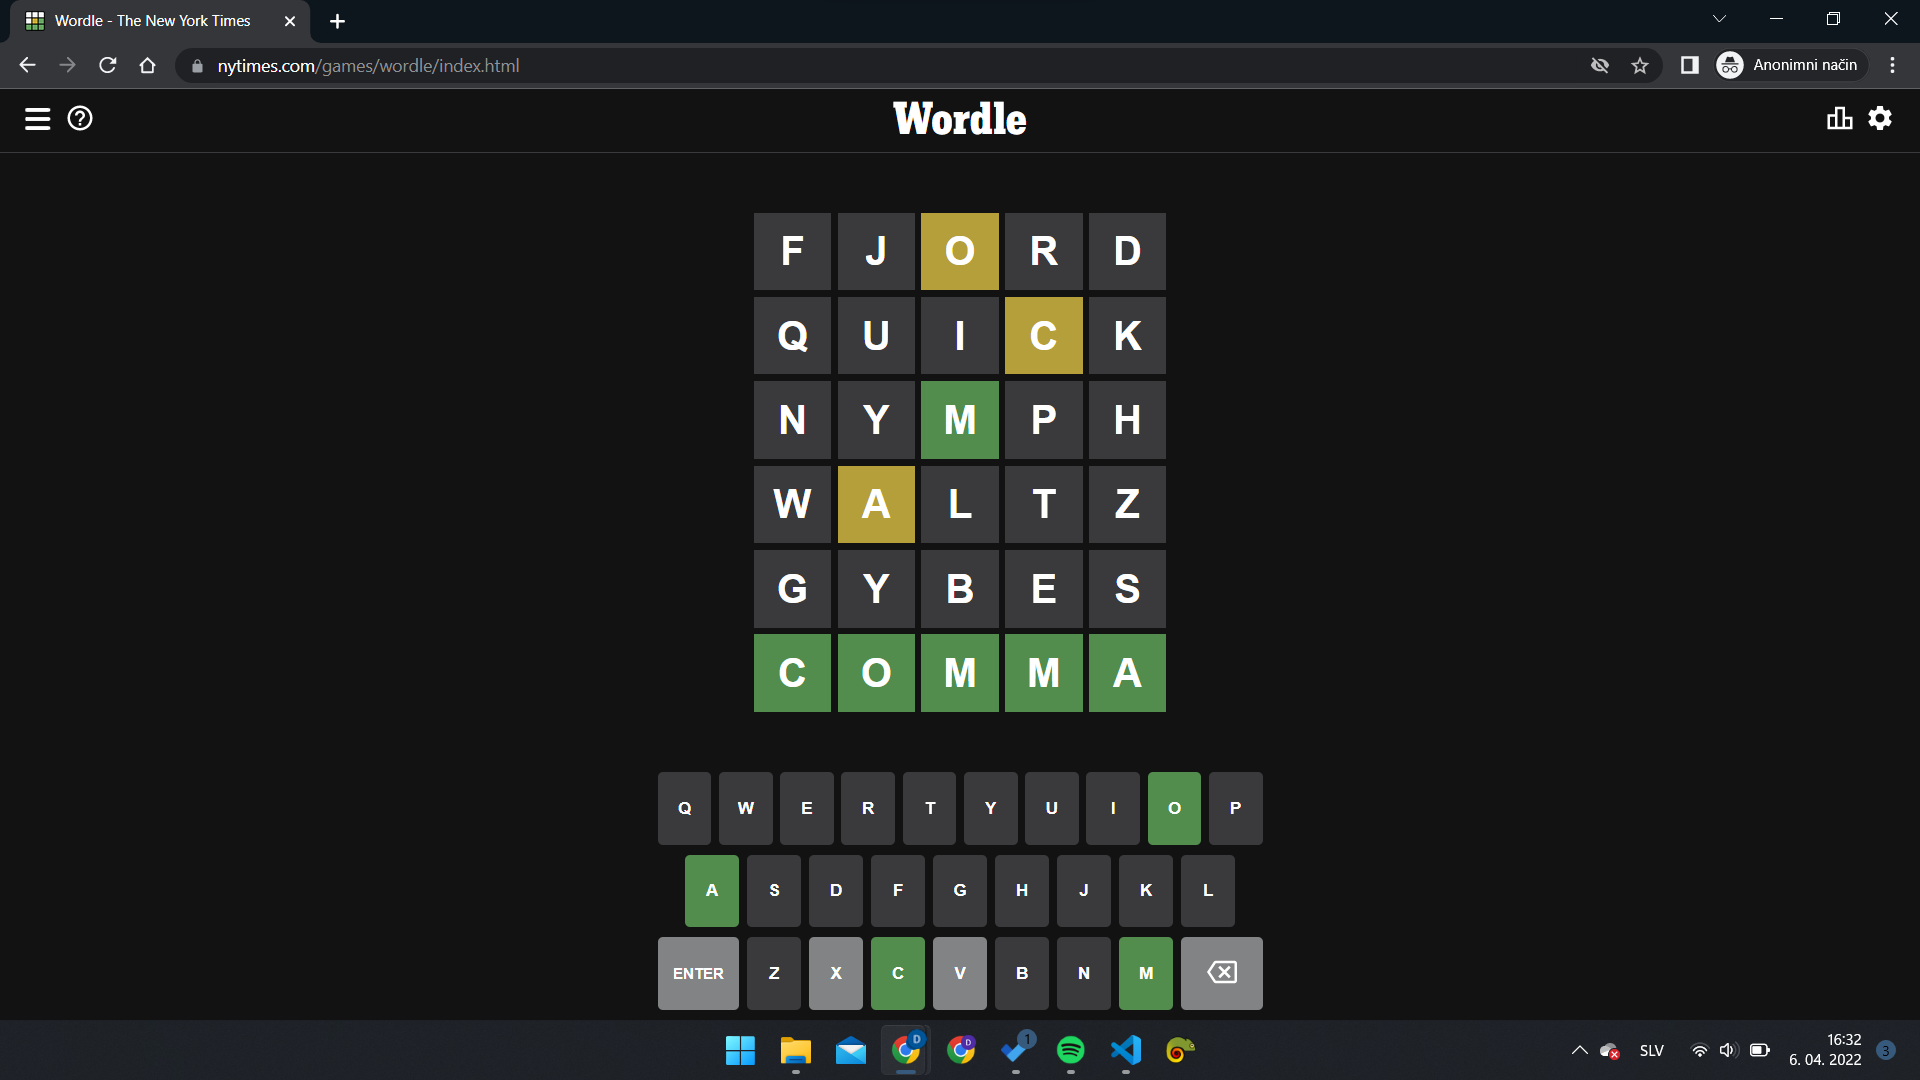 Wordle - The New York Times
nytimes.com/games/wordle/index.html
Anonimni način
Wordle
F J O R D
Q U I C K
N Y M P H
W A L T Z
G Y B E S
C O M M A
Q W E R T Y U I O P
A S D F G H J K L
ENTER Z X C V B N M
D
D
1
SLV
16:32
6. 04. 2022
3